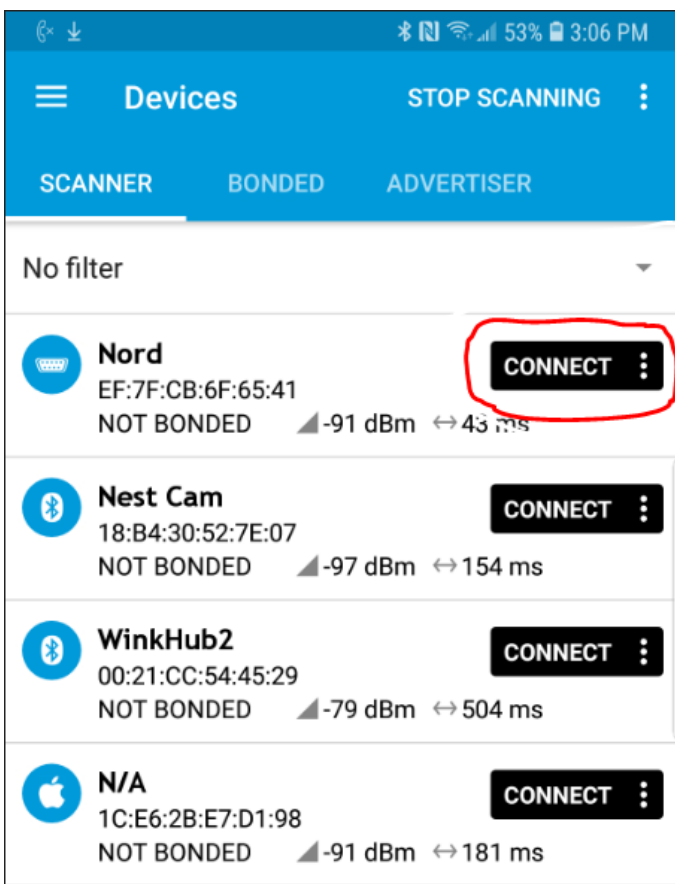 53% 3:06 PM
Devices STOP SCANNING
SCANNER BONDED ADVERTISER
No filter
Nord
CONNECT
EF:7F:CB:6F:65:41
NOT BONDED -91 dBm 43 ms
Nest Cam
CONNECT
18:B4:30:52:7E:07
NOT BONDED -97 dBm 154 ms
WinkHub2
CONNECT
00:21:CC:54:45:29
NOT BONDED -79 dBm 504 ms
N/A
CONNECT
1C:E6:2B:E7:D1:98
NOT BONDED -91 dBm 181 ms